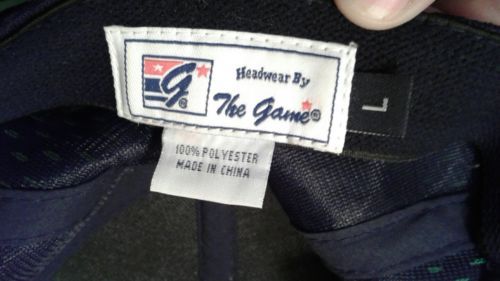 G®
Headwear By
The Game®
L
100% POLYESTER
MADE IN CHINA